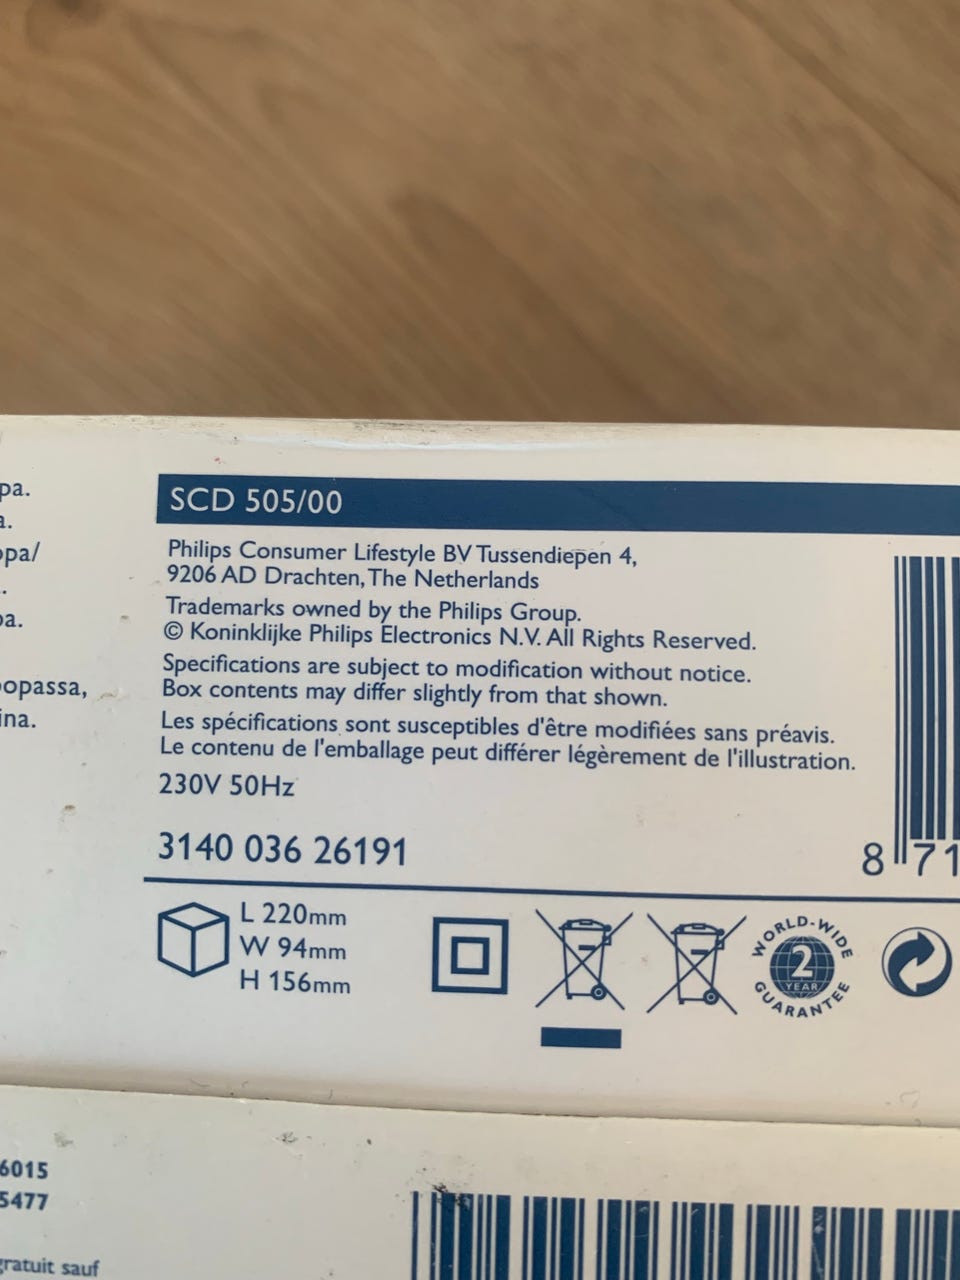 pa.
a.
opa/
.
pa.
oopassa,
ina.
SCD 505/00
Philips Consumer Lifestyle BV Tussendiepen 4,
9206 AD Drachten, The Netherlands
Trademarks owned by the Philips Group.
© Koninklijke Philips Electronics N.V. All Rights Reserved.
Specifications are subject to modification without notice.
Box contents may differ slightly from that shown.
Les spécifications sont susceptibles d'être modifiées sans préavis.
Le contenu de l'emballage peut différer légèrement de l'illustration.
230V 50Hz
3140 036 26191
8 71
L 220mm
W 94mm
H 156mm
WORLD-WIDE
2
YEAR
GUARANTEE
6015
5477
gratuit sauf